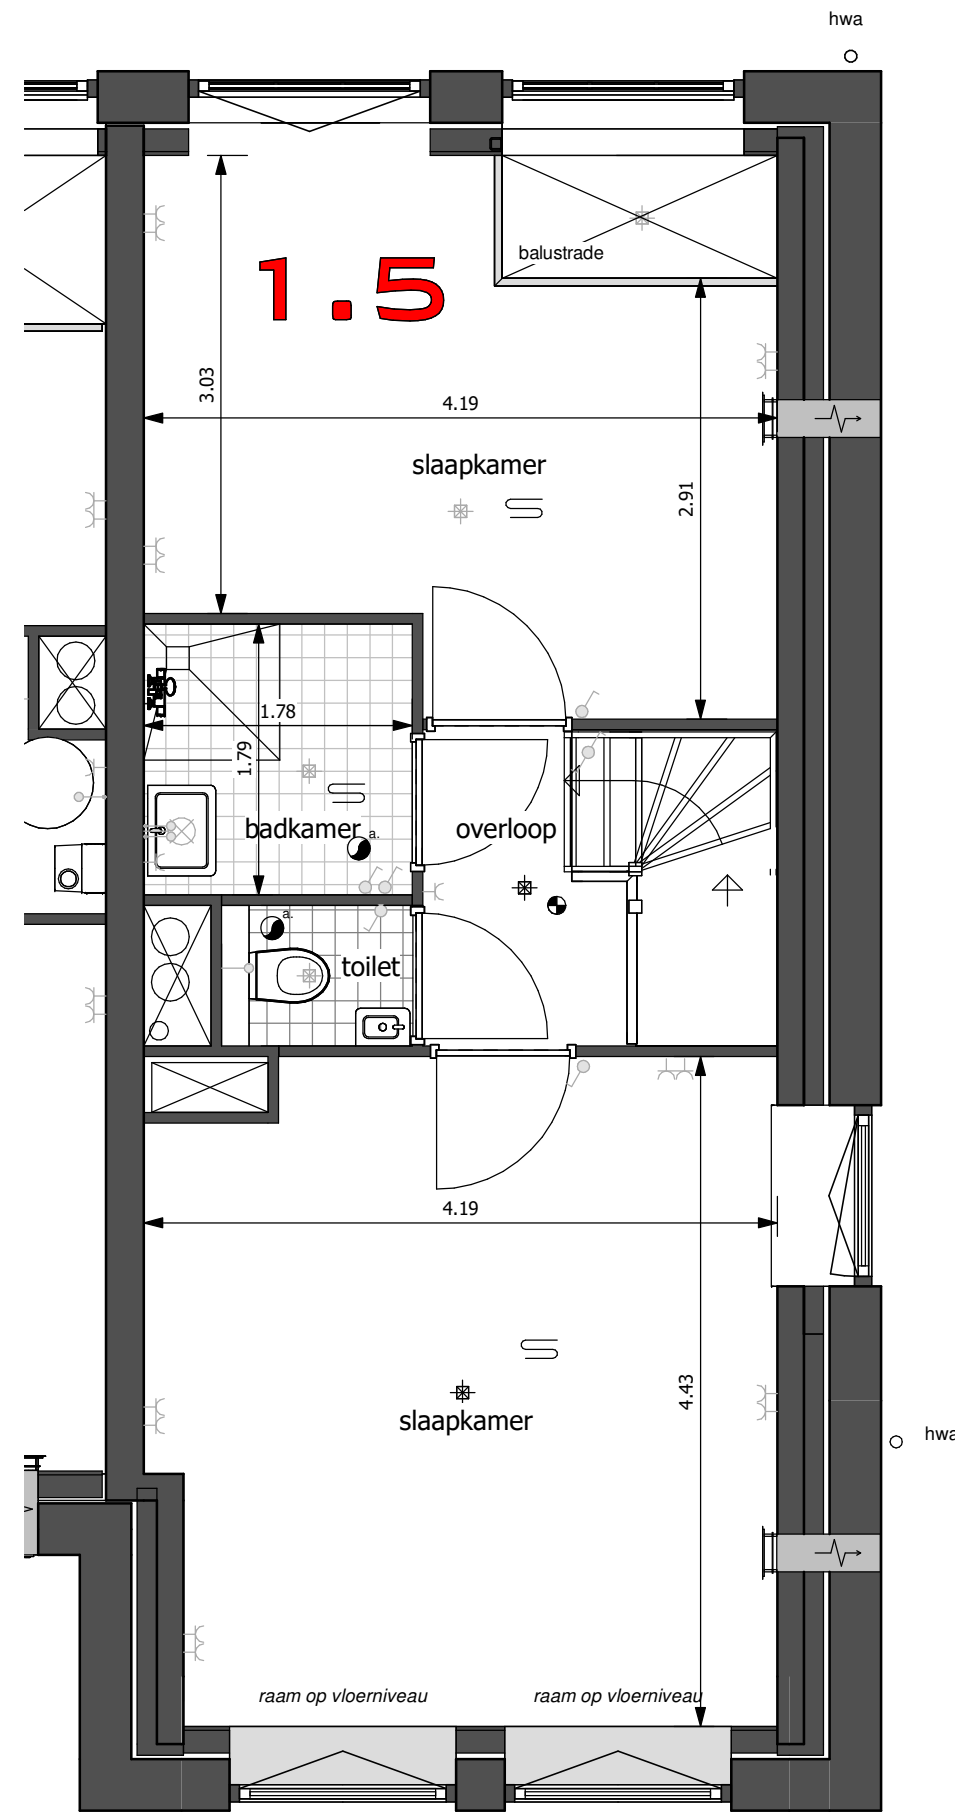 hwa
balustrade
1.5
3.03
4.19
slaapkamer
2.91
1.78
1.79
badkamer
a.
overloop
a.
toilet
4.19
4.43
slaapkamer
hwa
raam op vloerniveau
raam op vloerniveau